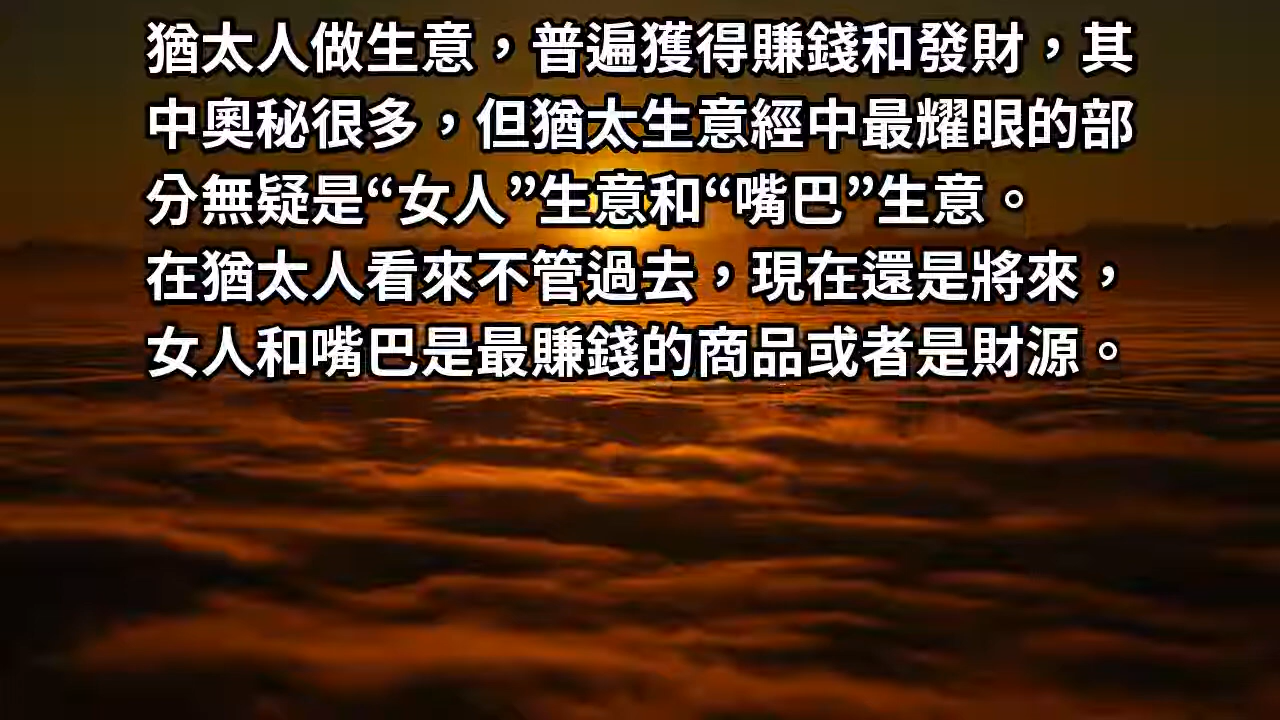 猶太人做生意，普遍獲得賺錢和發財，其
中奧秘很多，但猶太生意經中最耀眼的部
分無疑是“女人”生意和“嘴巴”生意。
在猶太人看來不管過去，現在還是將來，
女人和嘴巴是最賺錢的商品或者是財源。